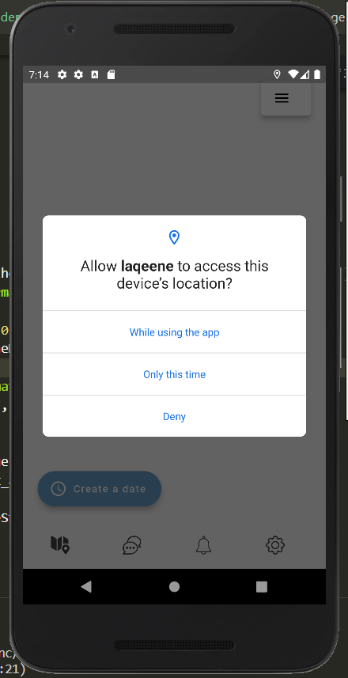 7:14
Allow laqeene to access this
device's location?
While using the app
Only this time
Deny
Create a date
:21)